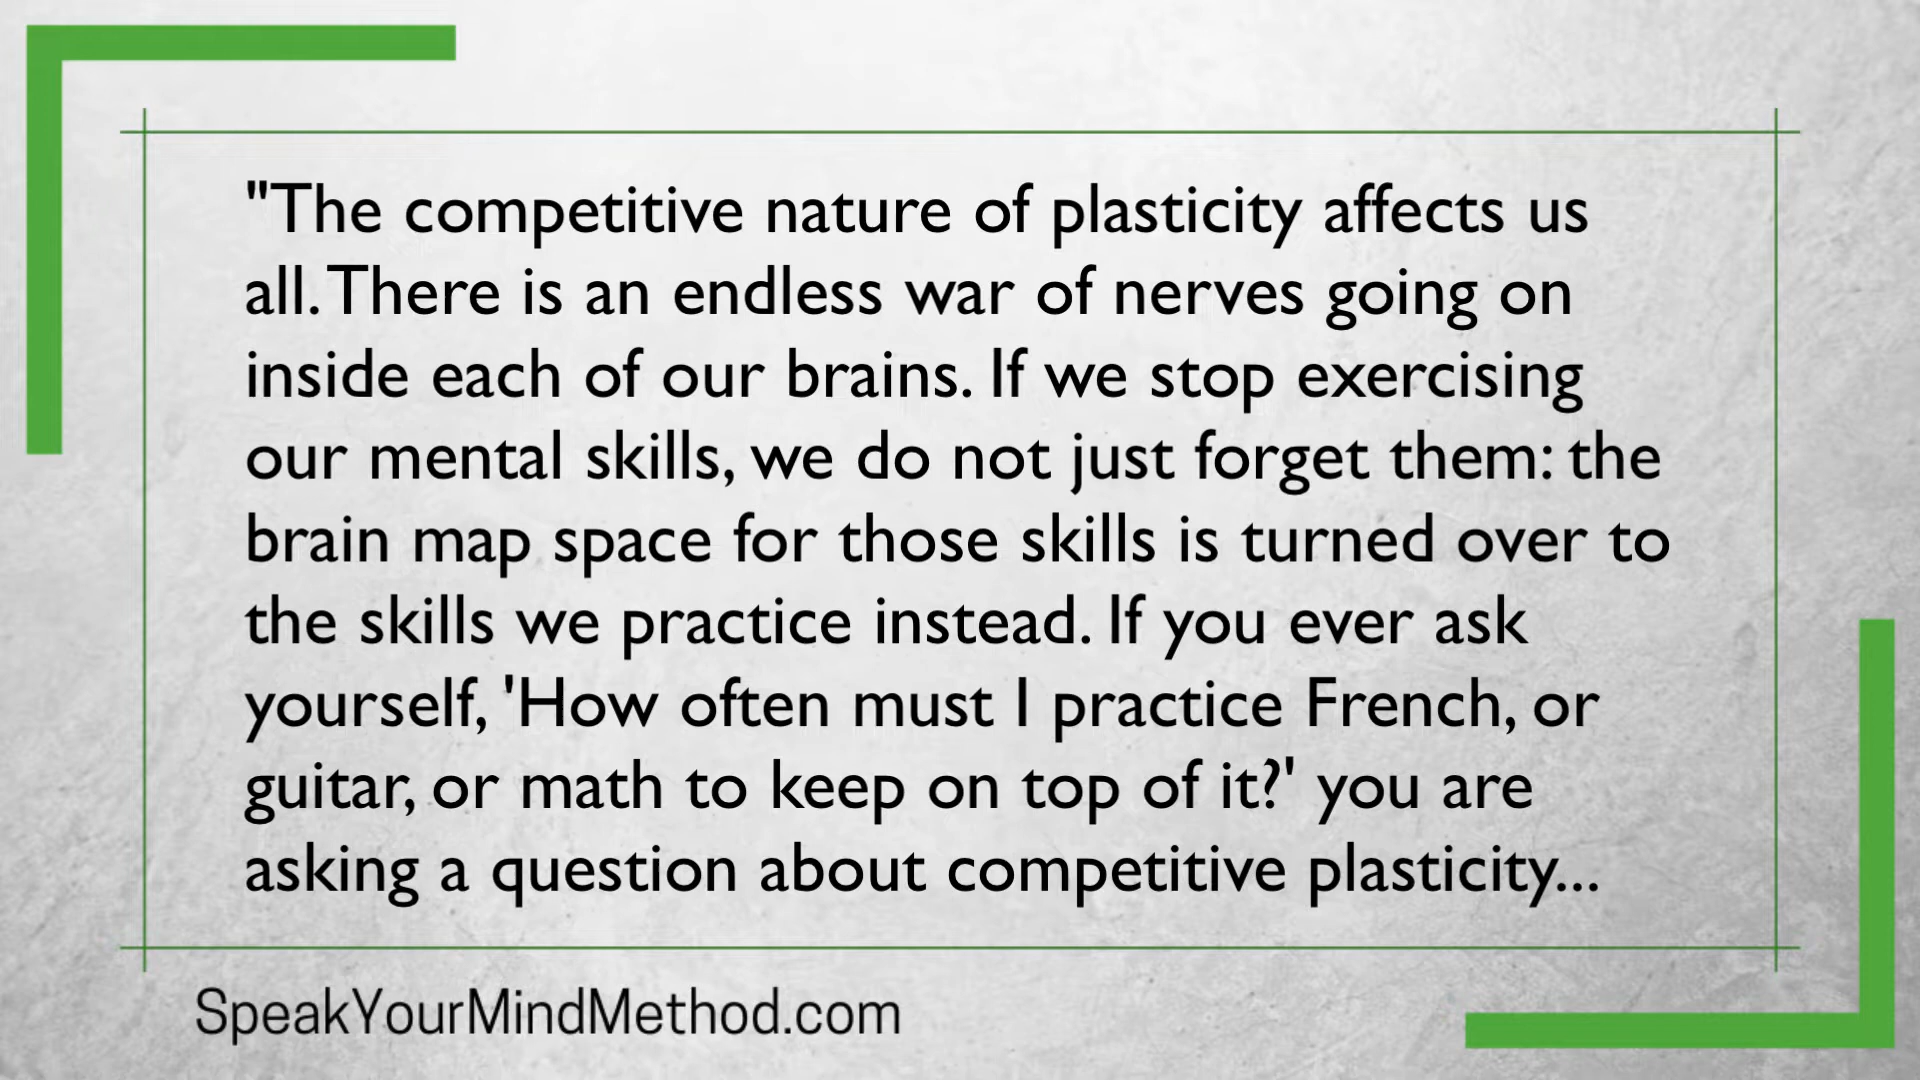 "The competitive nature of plasticity affects us
all. There is an endless war of nerves going on
inside each of our brains. If we stop exercising
our mental skills, we do not just forget them: the
brain map space for those skills is turned over to
the skills we practice instead. If you ever ask
yourself, 'How often must I practice French, or
guitar, or math to keep on top of it?' you are
asking a question about competitive plasticity...
SpeakYourMindMethod.com